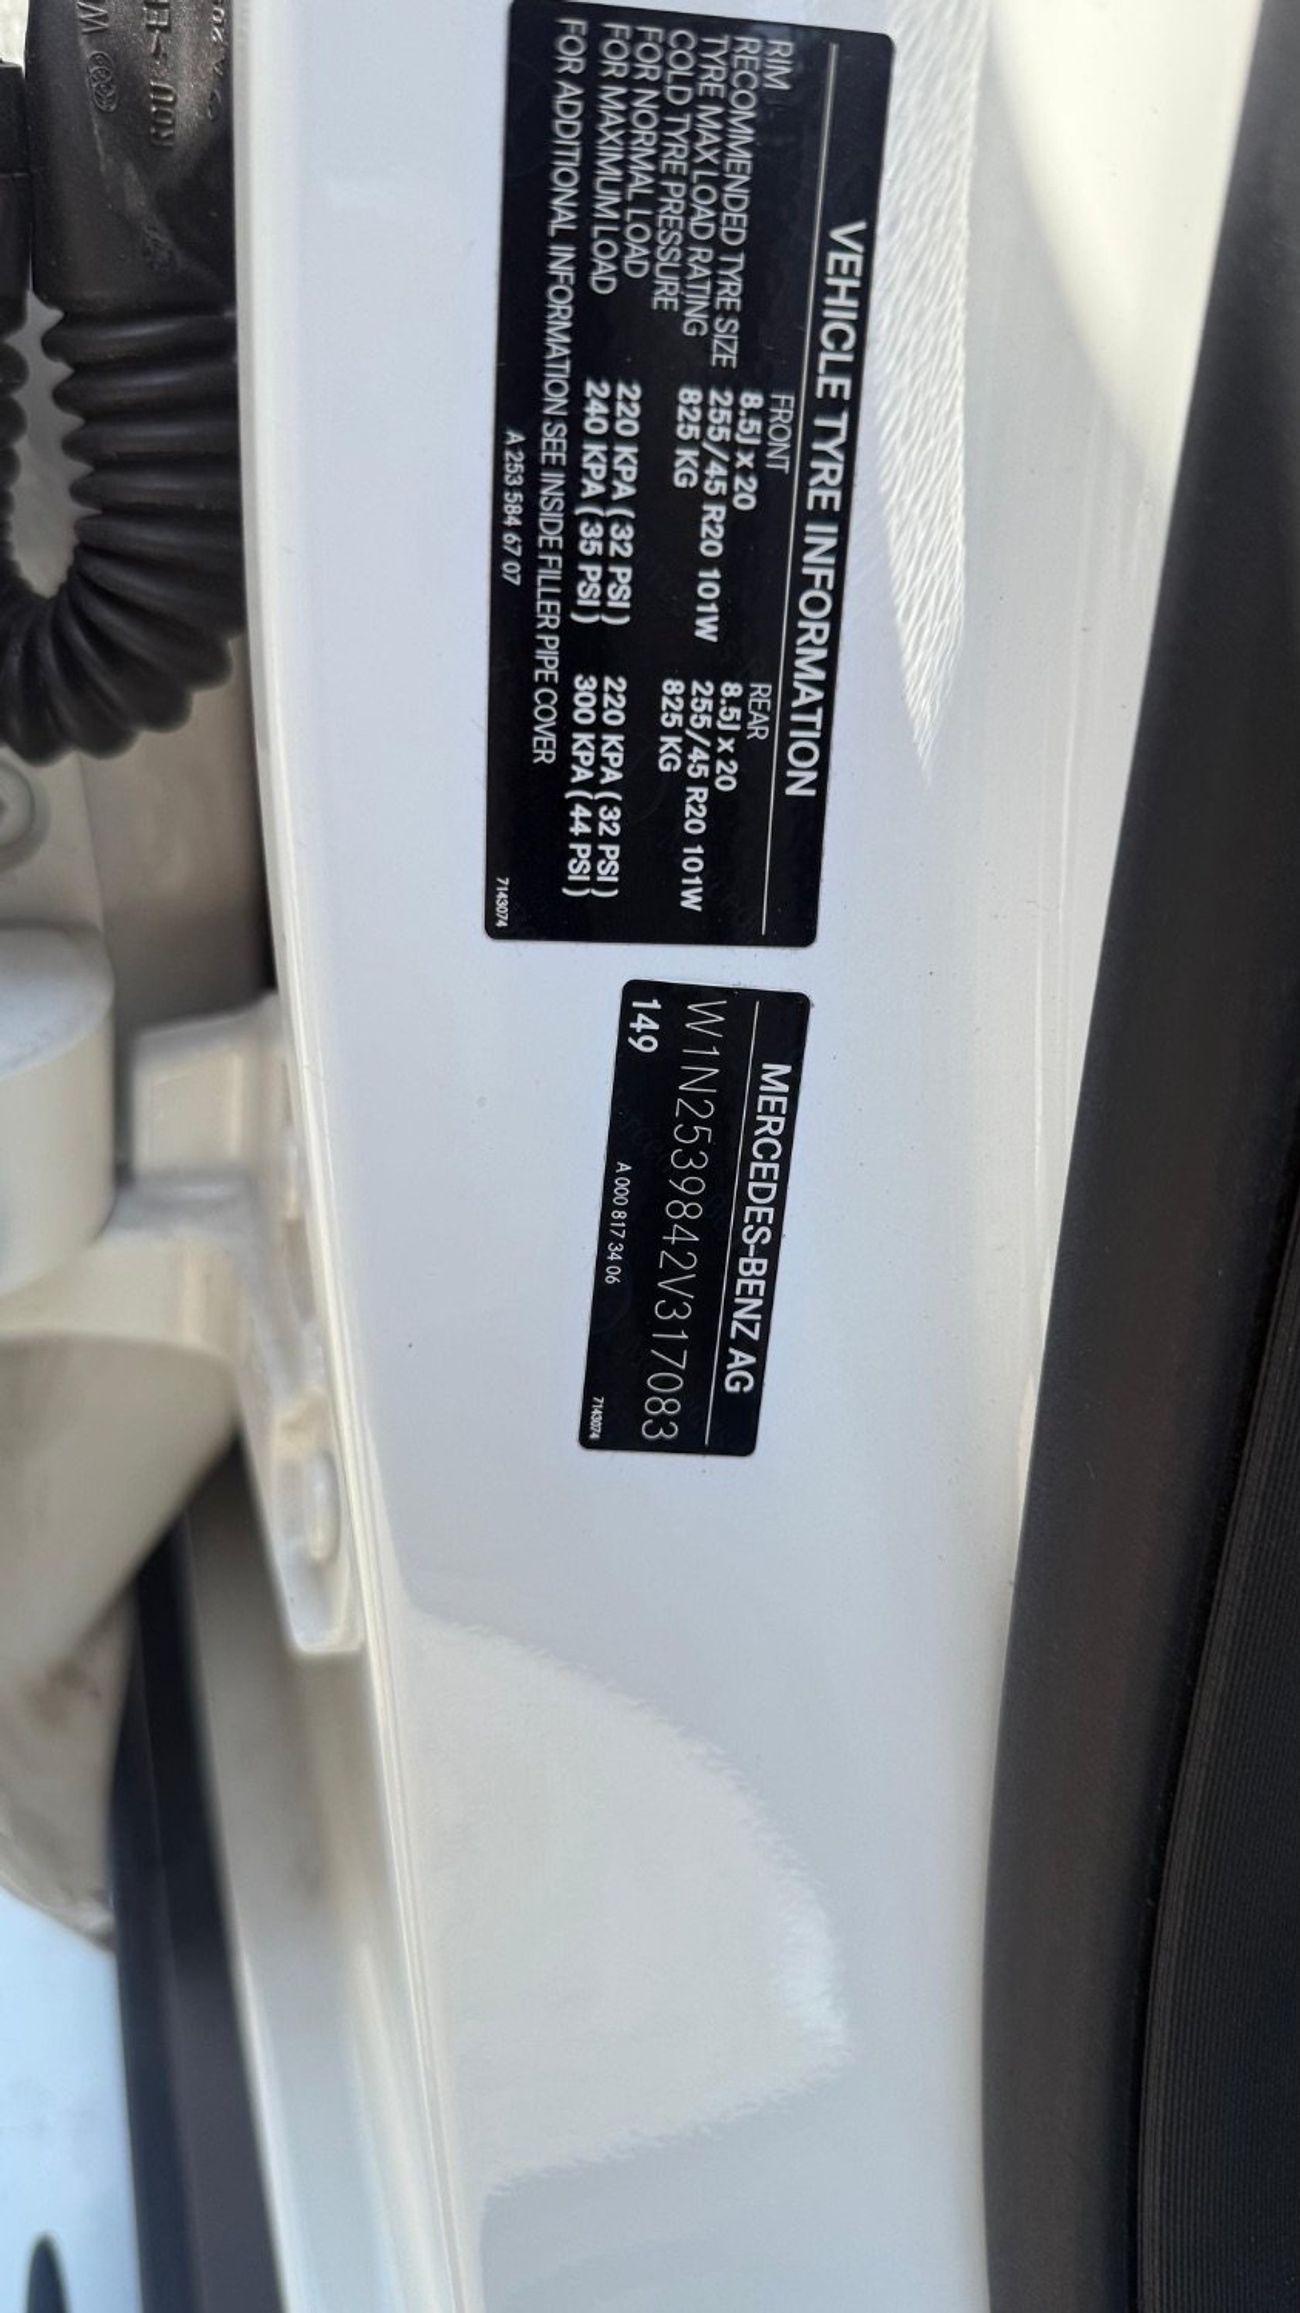 VEHICLE TYRE INFORMATION
FRONT REAR
RIM 8.5J x 20 8.5J x 20
RECOMMENDED TYRE SIZE 255/45 R20 101W 255/45 R20 101W
TYRE MAX LOAD RATING 825 KG 825 KG
COLD TYRE PRESSURE
FOR NORMAL LOAD 220 KPA ( 32 PSI ) 220 KPA ( 32 PSI )
FOR MAXIMUM LOAD 240 KPA ( 35 PSI ) 300 KPA ( 44 PSI )
FOR ADDITIONAL INFORMATION SEE INSIDE FILLER PIPE COVER
A 253 584 67 07 7143074
MERCEDES-BENZ AG
W1N2539842V317083
149
A 000 817 34 06 7143074